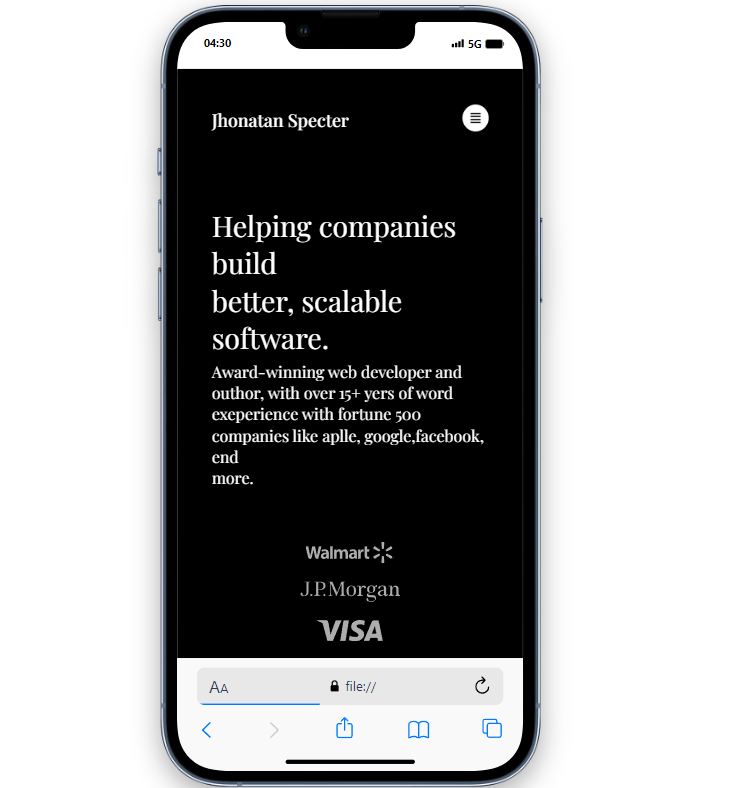 04:30
5G
Jhonatan Specter
Helping companies
build
better, scalable
software.
Award-winning web developer and
outhor, with over 15+ yers of word
exeperience with fortune 500
companies like aplle, google,facebook,
end
more.
Walmart
J.P.Morgan
VISA
AA file://